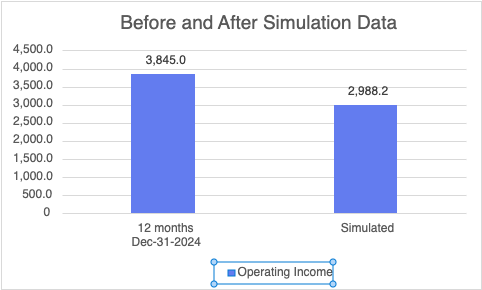 Before and After Simulation Data
4,500.0
4,000.0
3,500.0
3,000.0
2,500.0
2,000.0
1,500.0
1,000.0
500.0
0
3,845.0
2,988.2
12 months
Dec-31-2024
Simulated
Operating Income